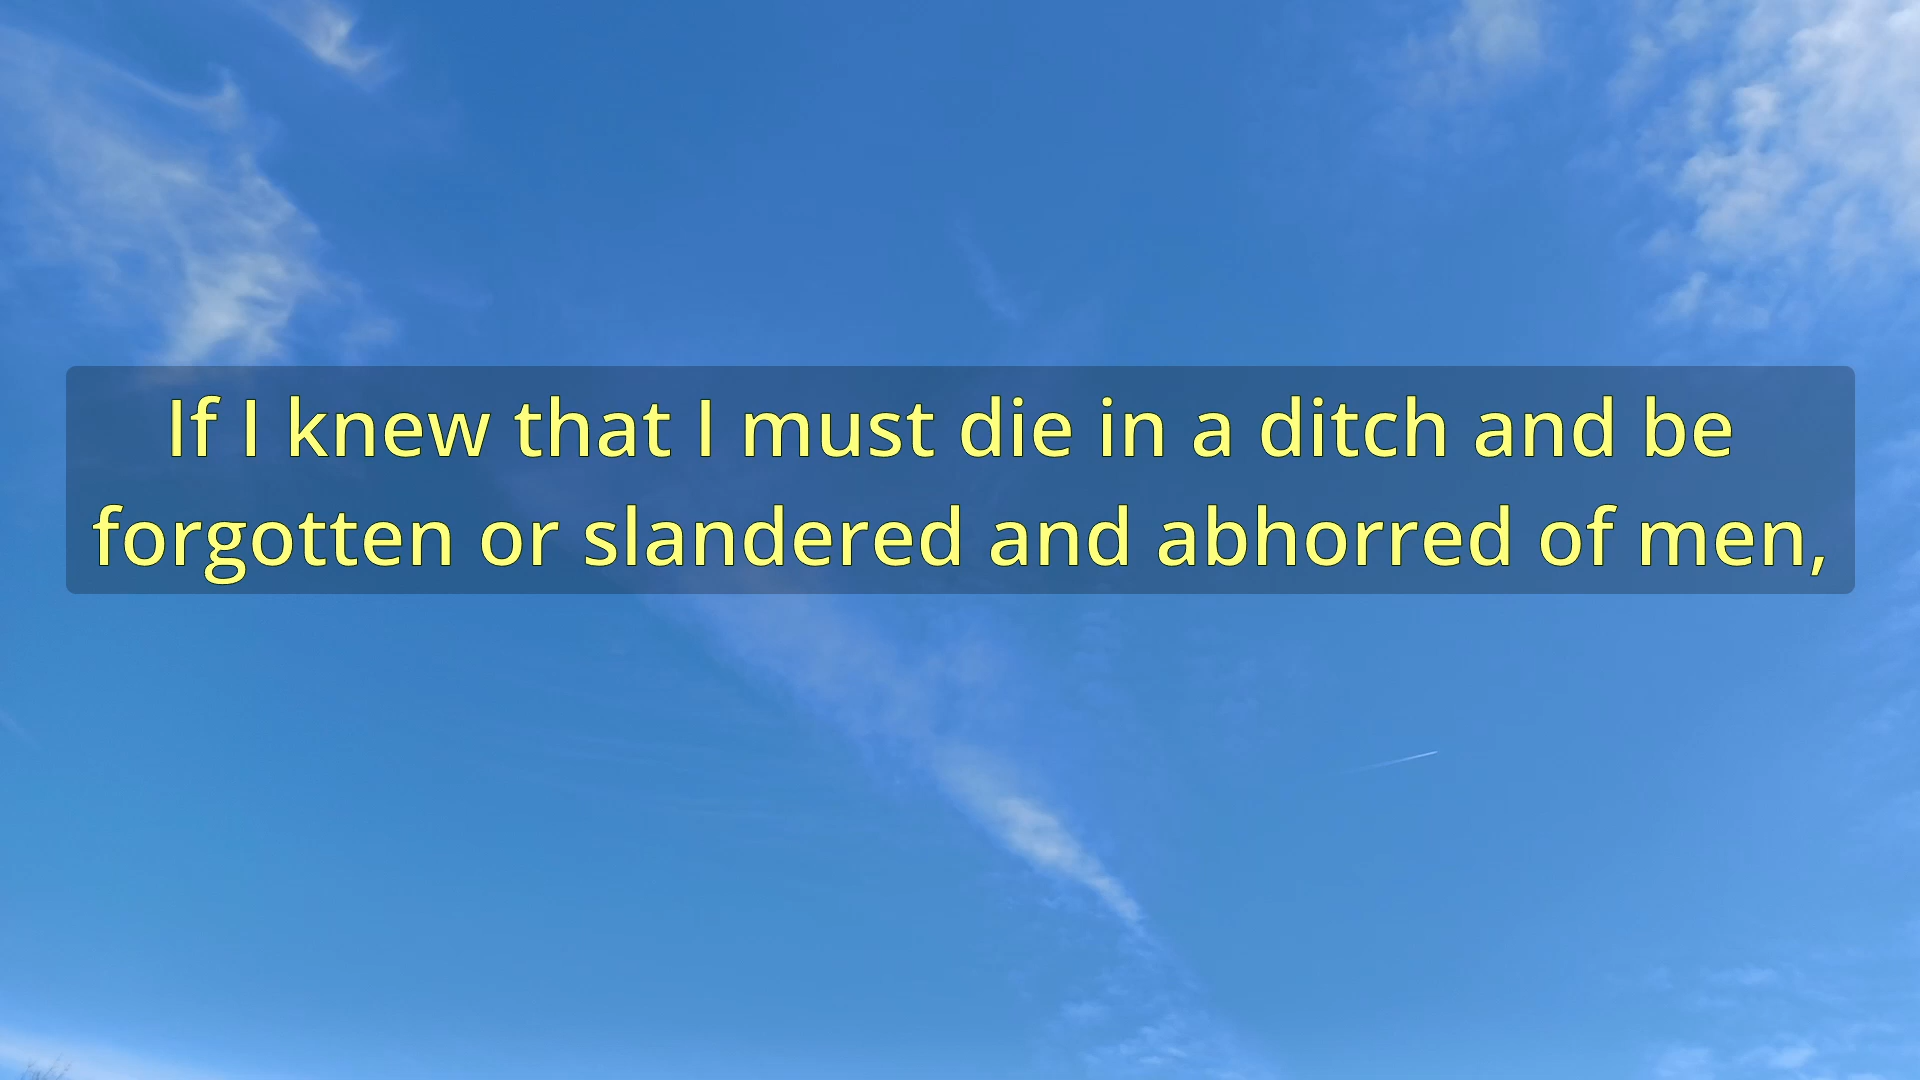 If I knew that I must die in a ditch and be
forgotten or slandered and abhorred of men,